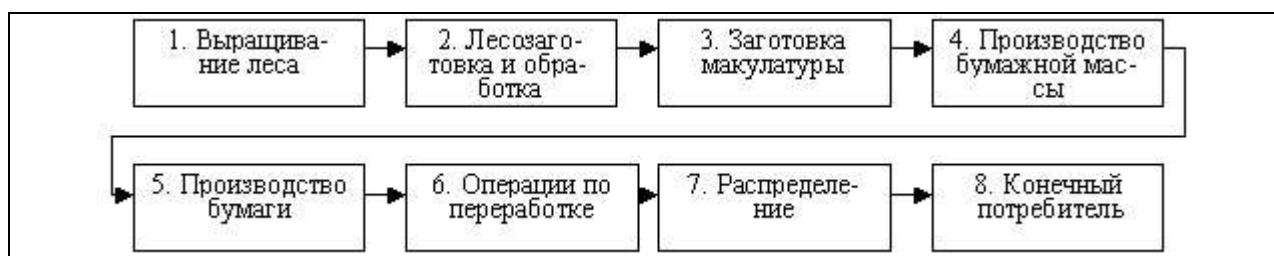 1. Выращива-
ние леса
2. Лесозаго-
товка и обра-
ботка
3. Заготовка
макулатуры
4. Производство
бумажной мас-
сы
5. Производство
бумаги
6. Операции по
переработке
7. Распределе-
ние
8. Конечный
потребитель